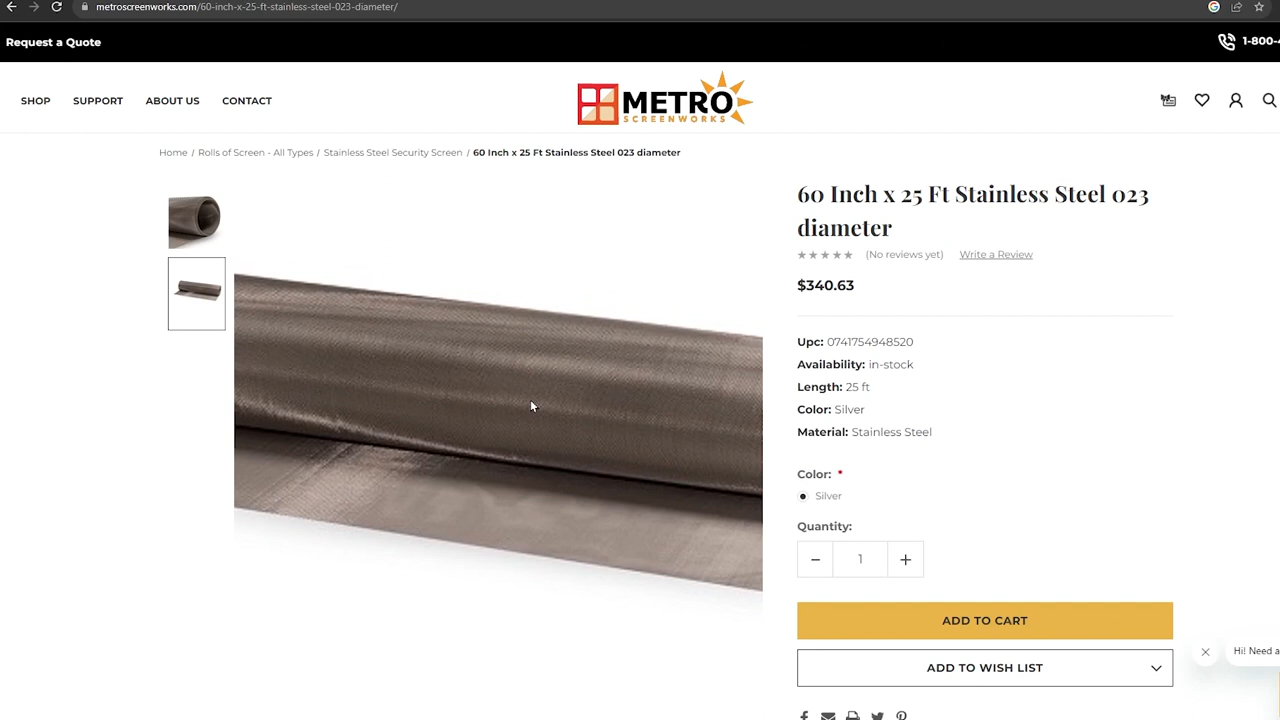 metroscreenworks.com/60-inch-x-25-ft-stainless-steel-023-diameter/
Request a Quote
1-800-
SHOP SUPPORT ABOUT US CONTACT
METRO
SCREENWORKS
Home / Rolls of Screen - All Types / Stainless Steel Security Screen / 60 Inch x 25 Ft Stainless Steel 023 diameter
60 Inch x 25 Ft Stainless Steel 023
diameter
(No reviews yet) Write a Review
$340.63
Upc: 0741754948520
Availability: in-stock
Length: 25 ft
Color: Silver
Material: Stainless Steel
Color: *
Silver
Quantity:
− 1 +
ADD TO CART
ADD TO WISH LIST
Hi! Need a